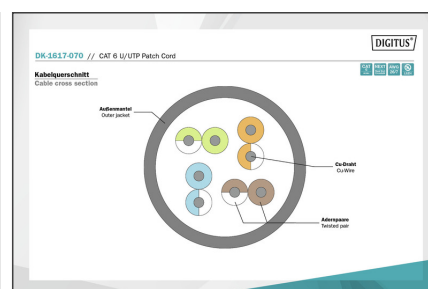 DIGITUS®
DK-1617-070 // CAT 6 U/UTP Patch Cord
Kabelquerschnitt
Cable cross section
Außenmantel
Outer jacket
Cu-Draht
Cu-Wire
Adernpaare
Twisted pair